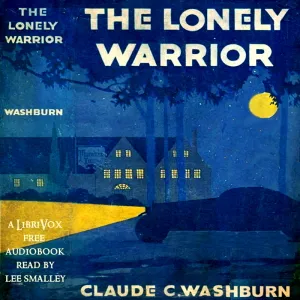 THE
LONELY
WARRIOR
WASHBURN
A LIBRIVOX
FREE
AUDIOBOOK
READ BY
LEE SMALLEY
THE LONELY
WARRIOR
CLAUDE C. WASHBURN